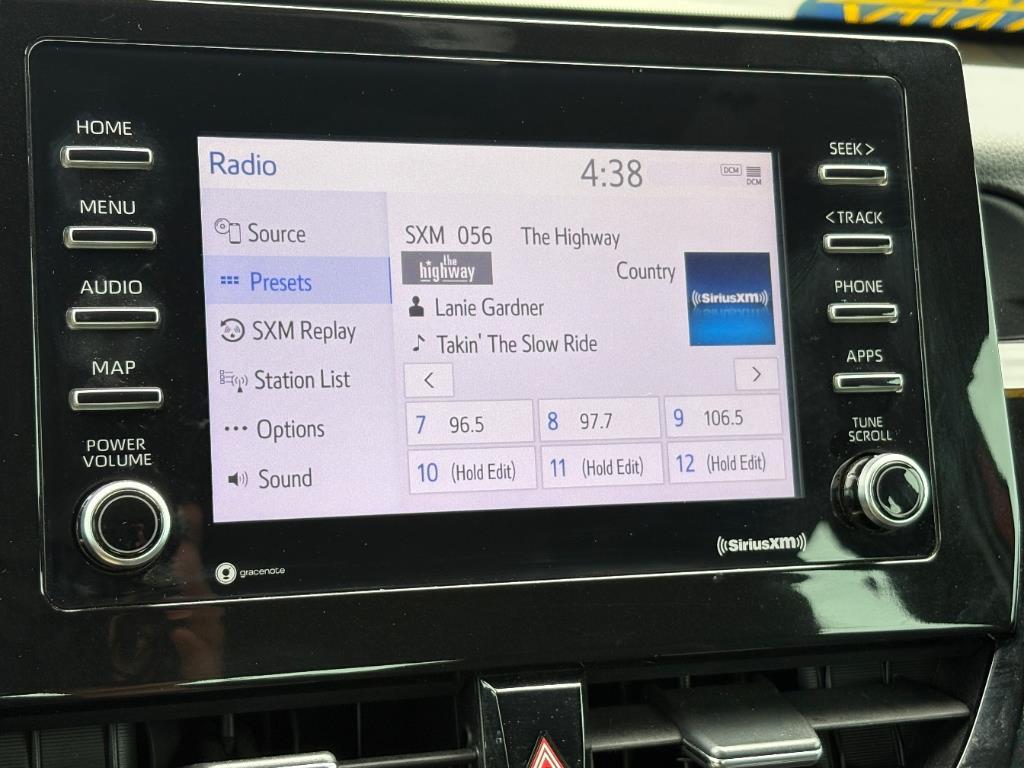 HOME
MENU
AUDIO
MAP
POWER
VOLUME
Radio
4:38
DCM
DCM
Source
Presets
SXM Replay
Station List
Options
Sound
SXM 056 The Highway
the
highway
Country
Lanie Gardner
Takin' The Slow Ride
((SiriusXM))
<
>
7 96.5
8 97.7
9 106.5
10 (Hold Edit)
11 (Hold Edit)
12 (Hold Edit)
SEEK >
< TRACK
PHONE
APPS
TUNE
SCROLL
gracenote
((SiriusXM))